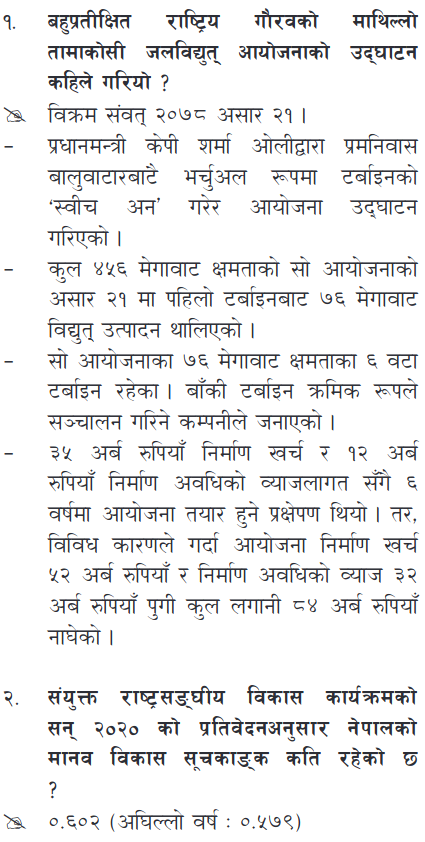 १. बहुप्रतीक्षित राष्ट्रिय गौरवको माथिल्लो
तामाकोसी जलविद्युत् आयोजनाको उद्घाटन
कहिले गरियो ?
विक्रम संवत् २०७८ असार २१ ।
– प्रधानमन्त्री केपी शर्मा ओलीद्वारा प्रमनिवास
बालुवाटारबाटै भर्चुअल रूपमा टर्बाइनको
‘स्वीच अन’ गरेर आयोजना उद्घाटन
गरिएको ।
– कुल ४५६ मेगावाट क्षमताको सो आयोजनाको
असार २१ मा पहिलो टर्बाइनबाट ७६ मेगावाट
विद्युत् उत्पादन थालिएको ।
– सो आयोजनाका ७६ मेगावाट क्षमताका ६ वटा
टर्बाइन रहेका । बाँकी टर्बाइन क्रमिक रूपले
सञ्चालन गरिने कम्पनीले जनाएको ।
– ३५ अर्ब रुपियाँ निर्माण खर्च र १२ अर्ब
रुपियाँ निर्माण अवधिको व्याजलागत सँगै ६
वर्षमा आयोजना तयार हुने प्रक्षेपण थियो । तर,
विविध कारणले गर्दा आयोजना निर्माण खर्च
५२ अर्ब रुपियाँ र निर्माण अवधिको व्याज ३२
अर्ब रुपियाँ पुगी कुल लगानी ८४ अर्ब रुपियाँ
नाघेको ।
२. संयुक्त राष्ट्रसङ्घीय विकास कार्यक्रमको
सन् २०२० को प्रतिवेदनअनुसार नेपालको
मानव विकास सूचकाङ्क कति रहेको छ
?
०.६०२ (अघिल्लो वर्ष : ०.५७९)